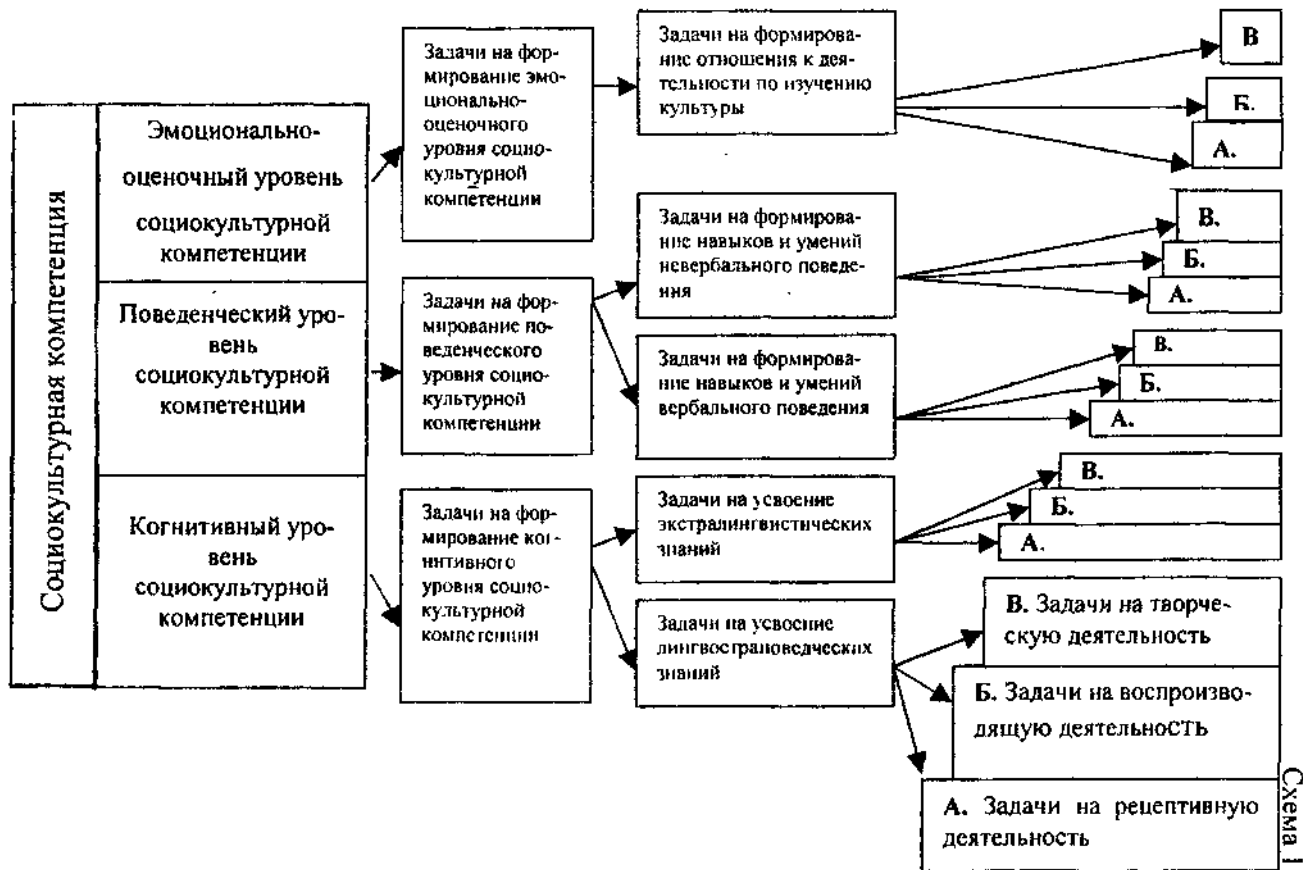 Социокультурная компетенция
Эмоционально-
оценочный уровень
социокультурной
компетенции
Поведенческий уро-
вень
социокультурной
компетенции
Когнитивный уро-
вень
социокультурной
компетенции
Задачи на фор-
мирование эмо-
ционально-
оценочного
уровня социо-
культурной
компетенции
Задачи на фор-
мирование по-
веденческого
уровня социо-
культурной
компетенции
Задачи на фор-
мирование ког-
нитивного
уровня социо-
культурной
компетенции
Задачи на формирова-
ние отношения к дея-
тельности по изучению
культуры
Задачи на формирова-
ние навыков и умений
невербального поведе-
ния
Задачи на формирова-
ние навыков и умений
вербального поведения
Задачи на усвоение
экстралингвистических
знаний
Задачи на усвоение
лингвострановедческих
знаний
В
Б.
А.
В.
Б.
А.
В.
Б.
А.
В.
Б.
А.
В. Задачи на творче-
скую деятельность
Б. Задачи на воспроизво-
дящую деятельность
А. Задачи на рецептивную
деятельность
Схема 1